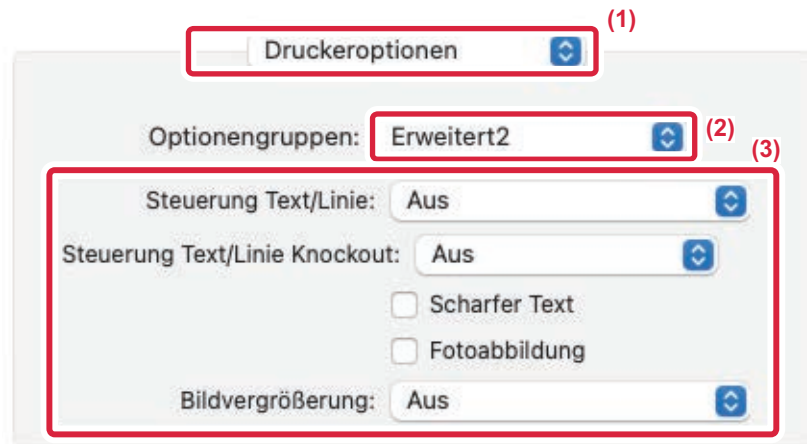 (1)
Druckeroptionen
Optionengruppen: Erweitert2 (2)
(3)
Steuerung Text/Linie: Aus
Steuerung Text/Linie Knockout: Aus
Scharfer Text
Fotoabbildung
Bildvergrößerung: Aus